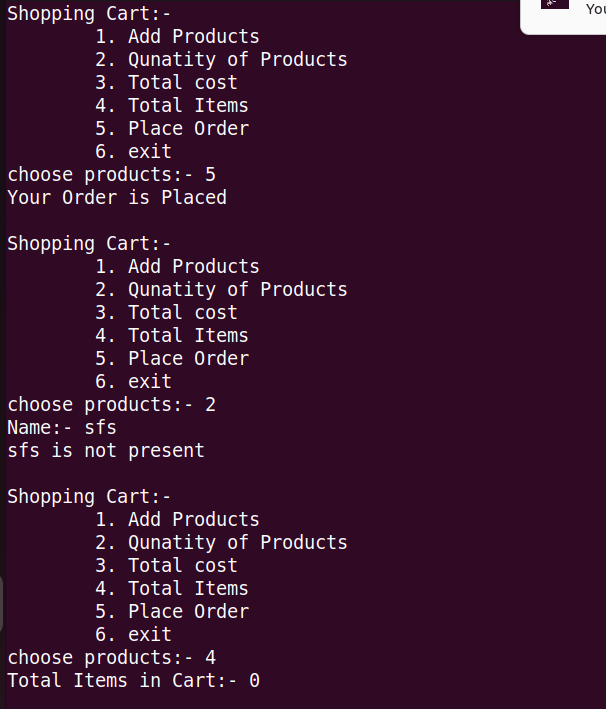 Shopping Cart:-
1. Add Products
2. Qunatity of Products
3. Total cost
4. Total Items
5. Place Order
6. exit
choose products:- 5
Your Order is Placed
Shopping Cart:-
1. Add Products
2. Qunatity of Products
3. Total cost
4. Total Items
5. Place Order
6. exit
choose products:- 2
Name:- sfs
sfs is not present
Shopping Cart:-
1. Add Products
2. Qunatity of Products
3. Total cost
4. Total Items
5. Place Order
6. exit
choose products:- 4
Total Items in Cart:- 0